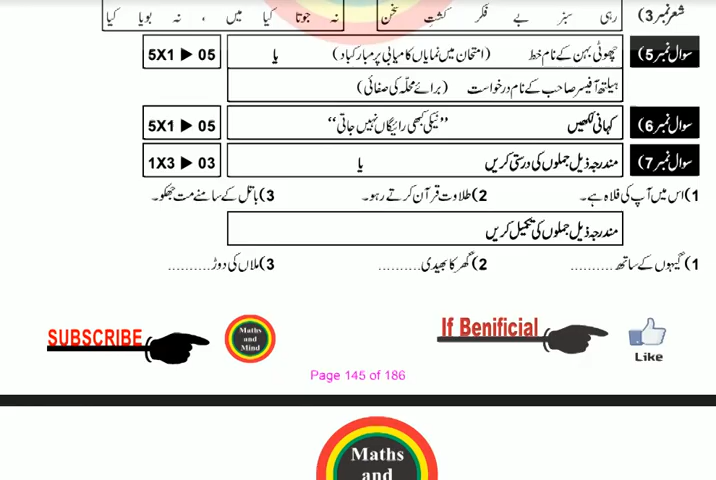 شعر نمبر 3) رہی سبز بے فکر کشتِ سخن نہ جوتا کیا میں ، نہ بویا کیا
سوال نمبر 5) چھوٹی بہن کے نام خط (امتحان میں نمایاں کامیابی پر مبارکباد) یا 5X1 ▶ 05
ہیلتھ آفیسر صاحب کے نام درخواست (برائے محلّہ کی صفائی)
سوال نمبر 6) کہانی لکھیں ”نیکی کبھی رائیگاں نہیں جاتی“ 5X1 ▶ 05
سوال نمبر 7) مندرجہ ذیل جملوں کی درستی کریں یا 1X3 ▶ 03
1) اس میں آپ کی فلاہ ہے۔ 2) طلاوت قرآن کرتے رہو۔ 3) باتل کے سامنے مت جھکو۔
مندرجہ ذیل جملوں کی تکمیل کریں
1) گیہوں کے ساتھ .......... 2) گھر کا بھیدی .......... 3) ملاں کی دوڑ ..........
SUBSCRIBE
Maths
and
Mind
If Benificial
Like
Page 145 of 186
Maths
and